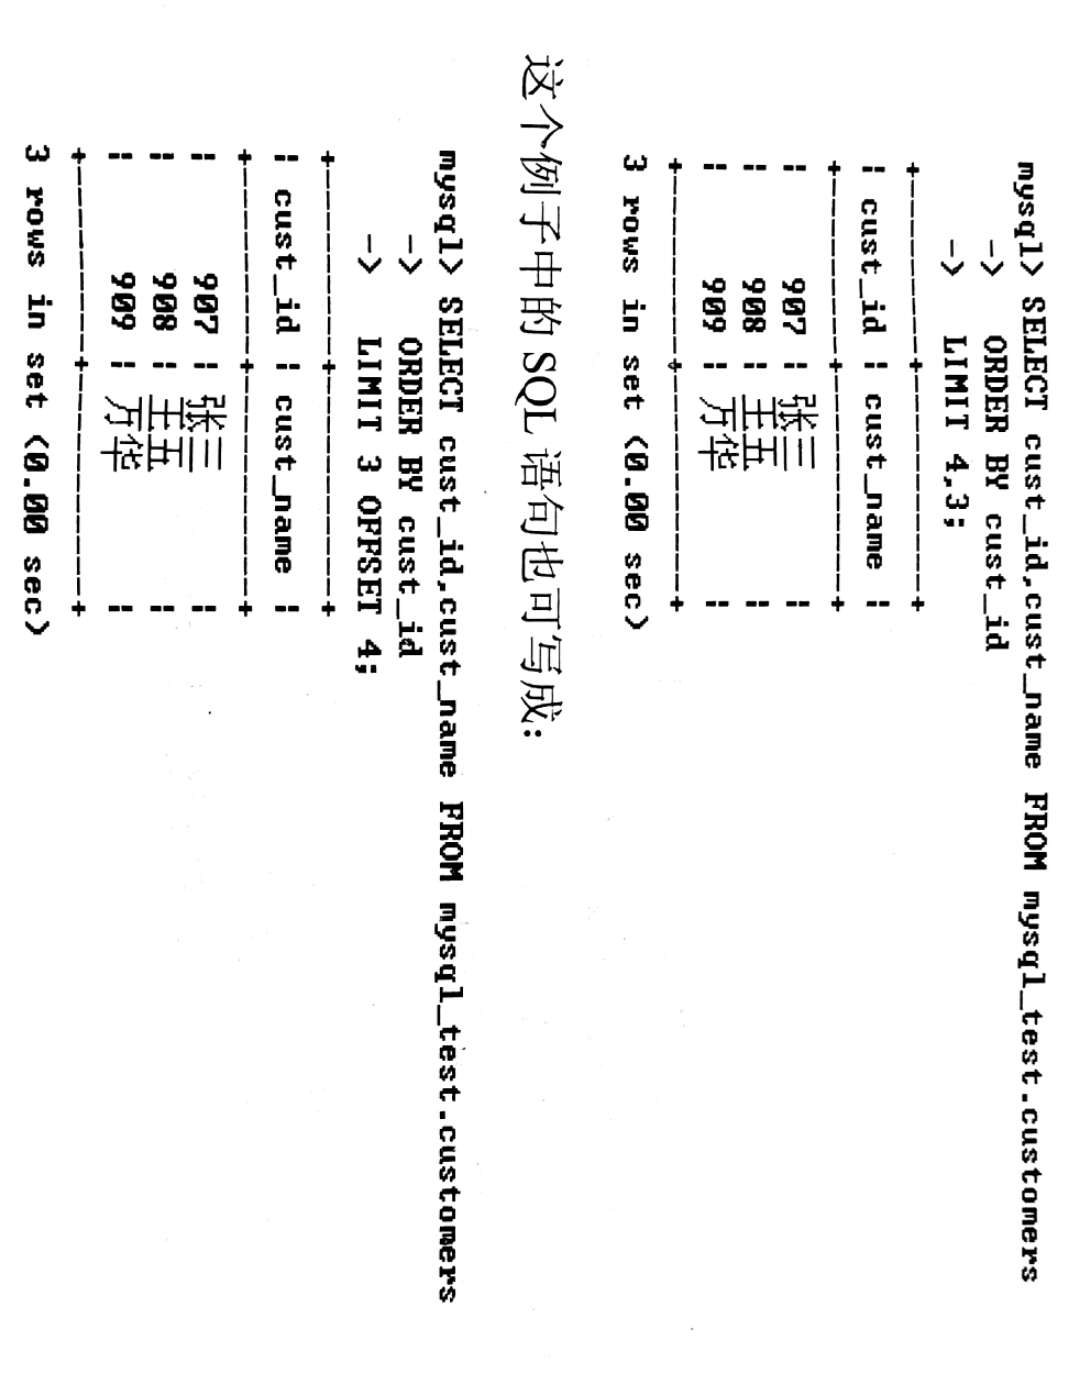 mysql> SELECT cust_id,cust_name FROM mysql_test.customers
-> ORDER BY cust_id
-> LIMIT 4,3;
+---------+-----------+
| cust_id | cust_name |
+---------+-----------+
| 907 | 张三 |
| 908 | 王五 |
| 909 | 万华 |
+---------+-----------+
3 rows in set (0.00 sec)
这个例子中的 SQL 语句也可写成:
mysql> SELECT cust_id,cust_name FROM mysql_test.customers
-> ORDER BY cust_id
-> LIMIT 3 OFFSET 4;
+---------+-----------+
| cust_id | cust_name |
+---------+-----------+
| 907 | 张三 |
| 908 | 王五 |
| 909 | 万华 |
+---------+-----------+
3 rows in set (0.00 sec)